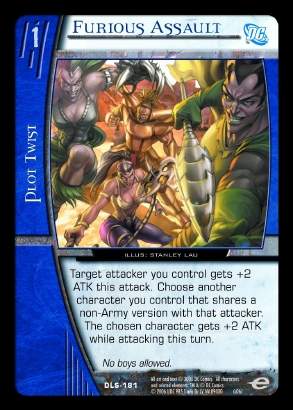 1
FURIOUS ASSAULT
DC
PLOT TWIST
ILLUS: STANLEY LAU
Target attacker you control gets +2
ATK this attack. Choose another
character you control that shares a
non-Army version with that attacker.
The chosen character gets +2 ATK
while attacking this turn.
No boys allowed.
DLS-181